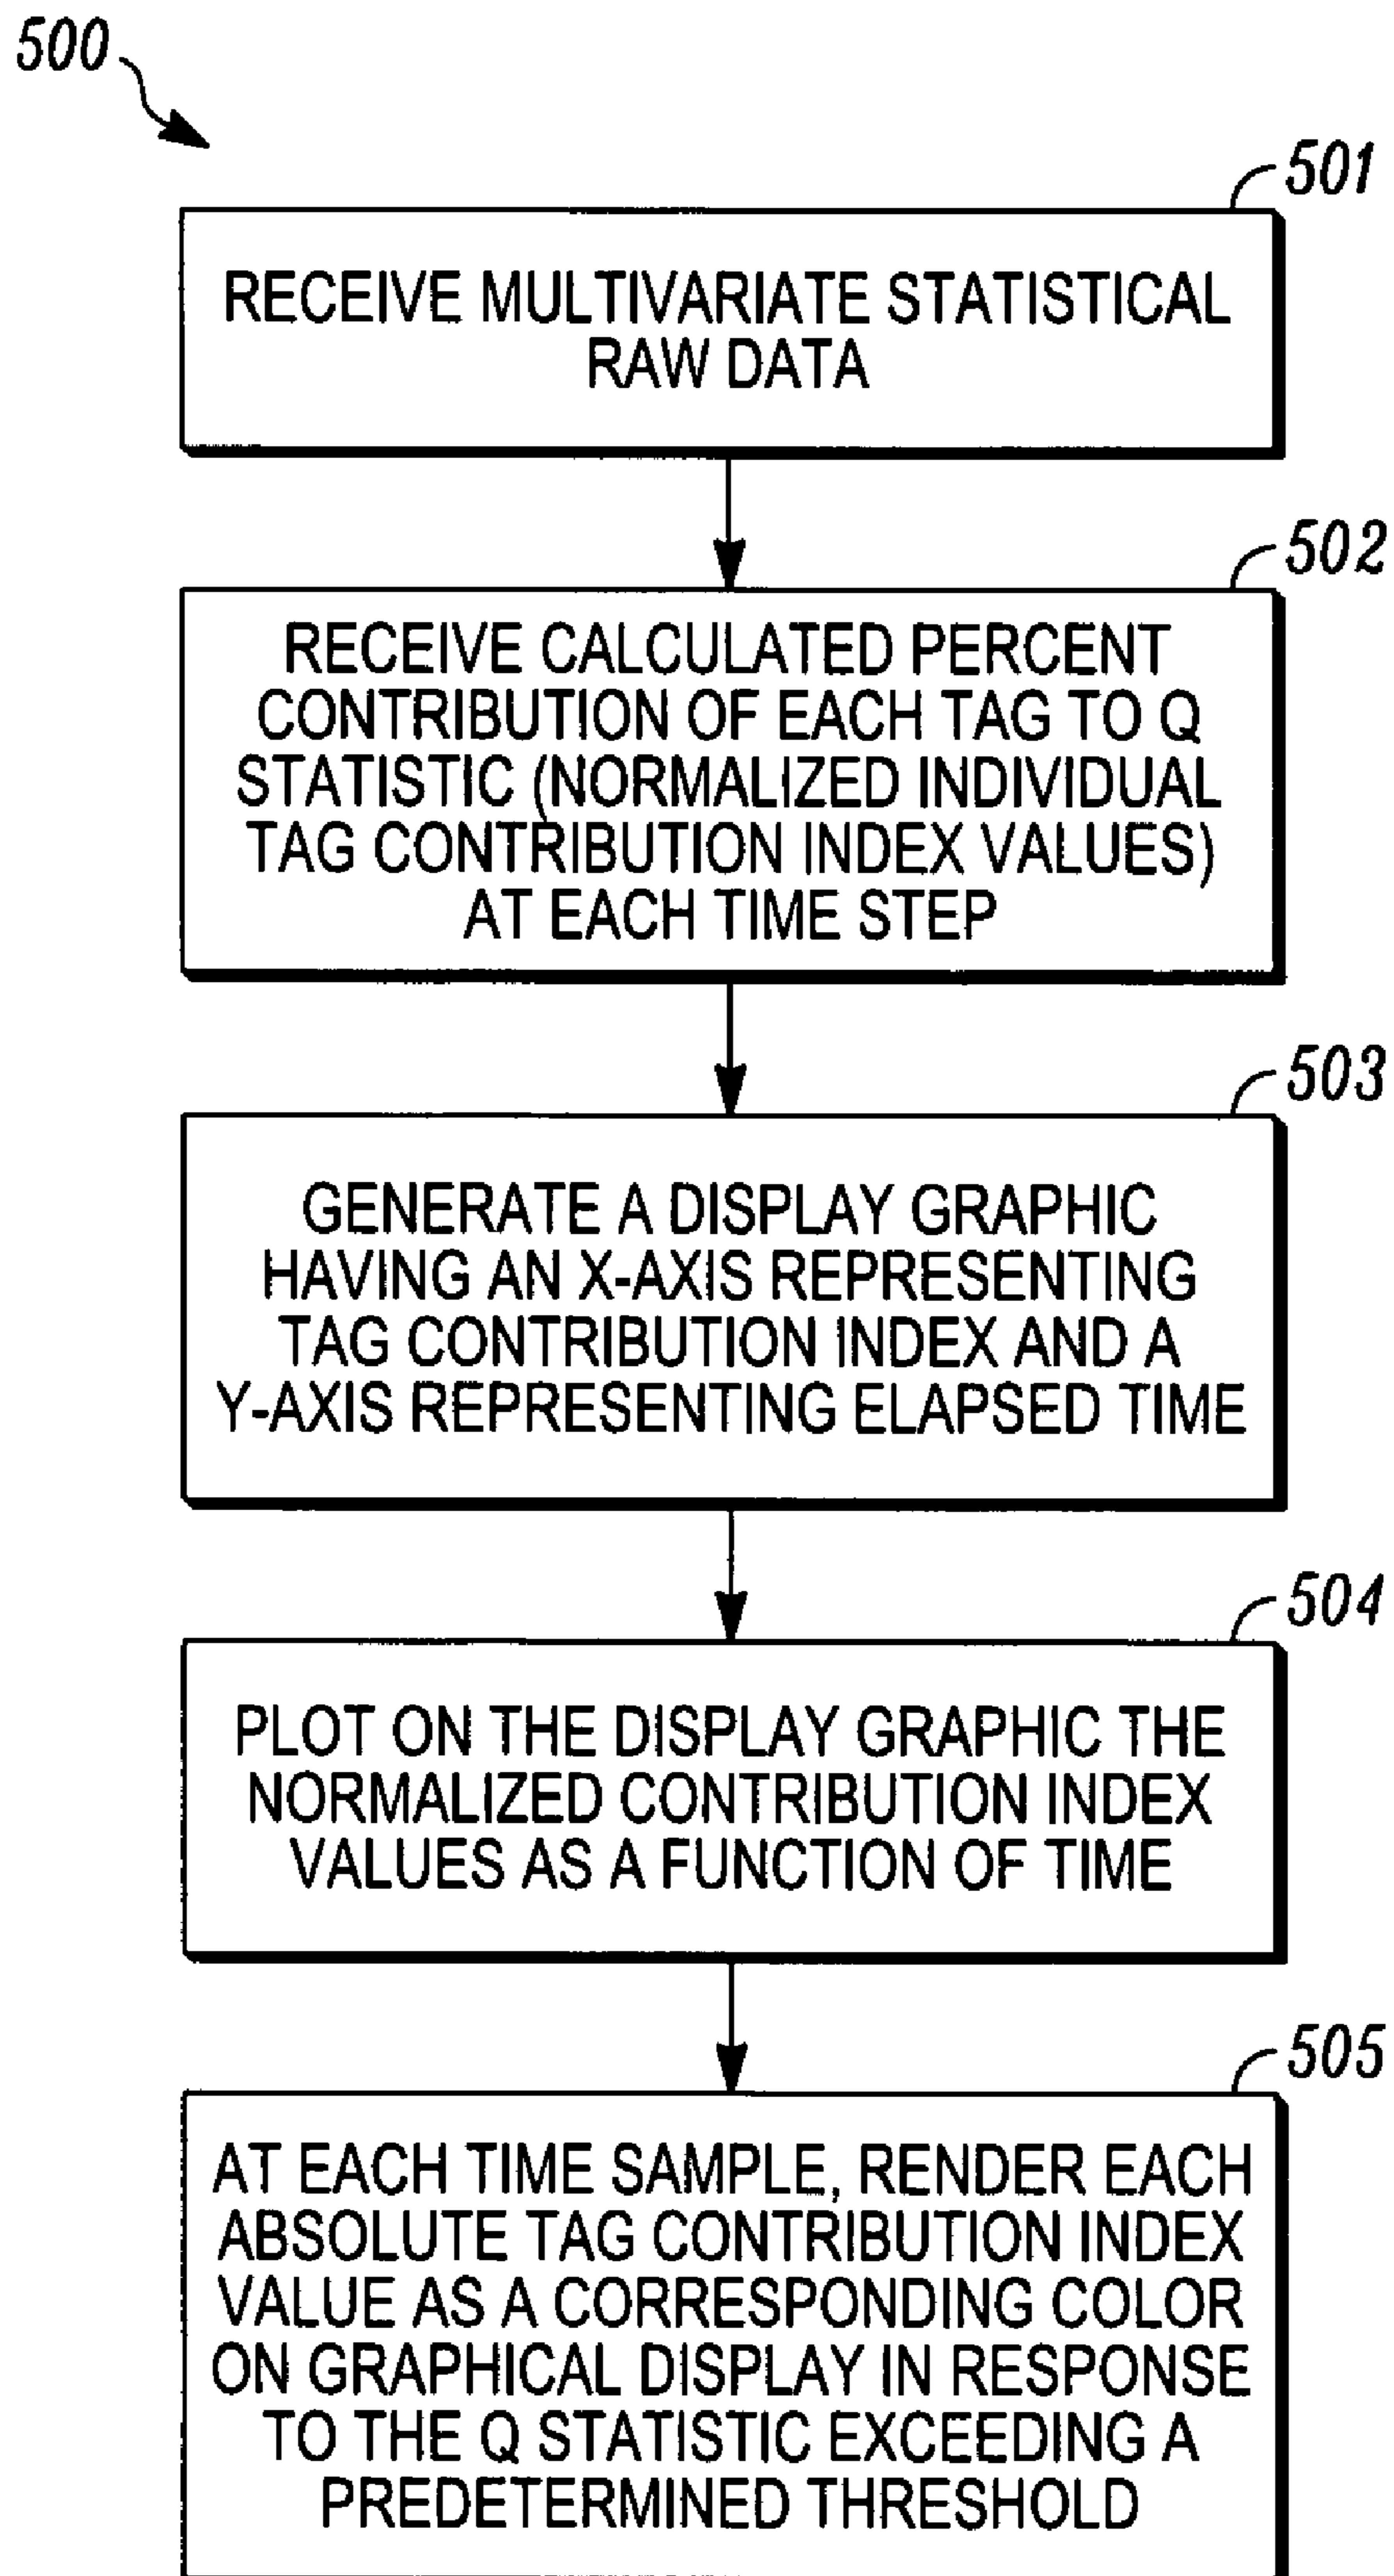 500
501
RECEIVE MULTIVARIATE STATISTICAL
RAW DATA
502
RECEIVE CALCULATED PERCENT
CONTRIBUTION OF EACH TAG TO Q
STATISTIC (NORMALIZED INDIVIDUAL
TAG CONTRIBUTION INDEX VALUES)
AT EACH TIME STEP
503
GENERATE A DISPLAY GRAPHIC
HAVING AN X-AXIS REPRESENTING
TAG CONTRIBUTION INDEX AND A
Y-AXIS REPRESENTING ELAPSED TIME
504
PLOT ON THE DISPLAY GRAPHIC THE
NORMALIZED CONTRIBUTION INDEX
VALUES AS A FUNCTION OF TIME
505
AT EACH TIME SAMPLE, RENDER EACH
ABSOLUTE TAG CONTRIBUTION INDEX
VALUE AS A CORRESPONDING COLOR
ON GRAPHICAL DISPLAY IN RESPONSE
TO THE Q STATISTIC EXCEEDING A
PREDETERMINED THRESHOLD